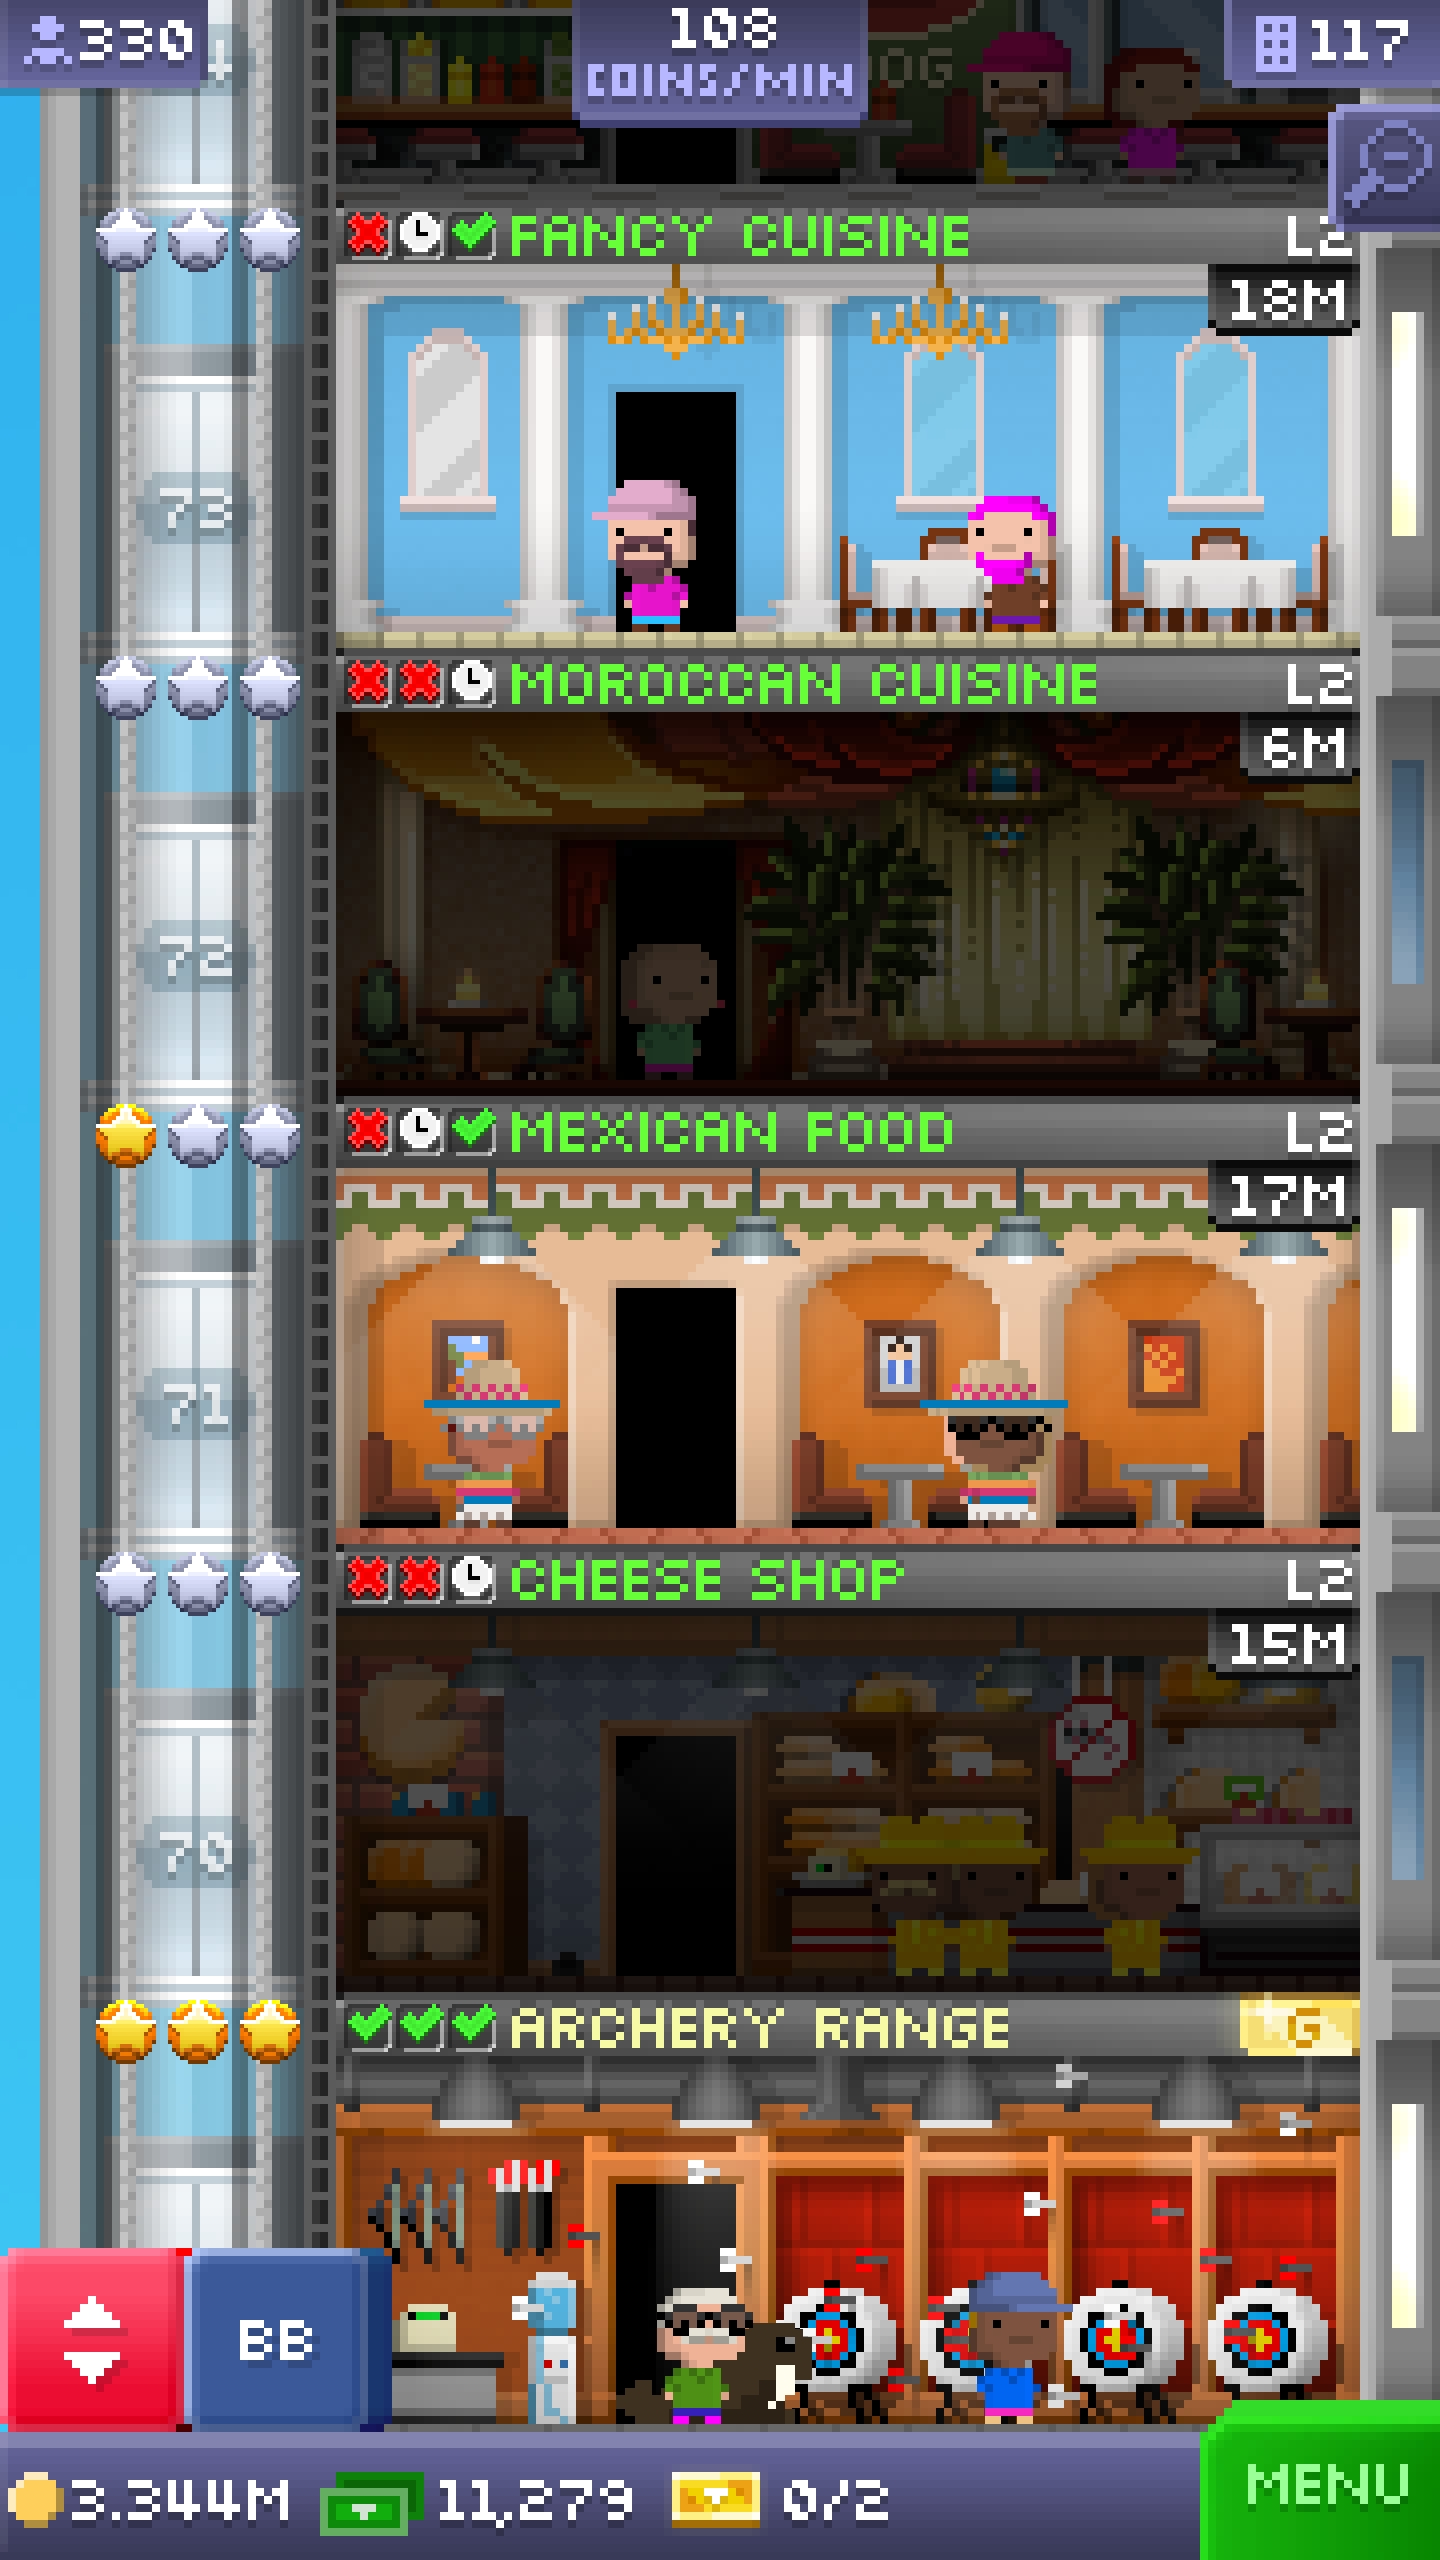 330
108
COINS/MIN
117
OG
FANCY CUISINE
L2
18M
73
MOROCCAN CUISINE
L2
6M
72
MEXICAN FOOD
L2
17M
71
CHEESE SHOP
L2
15M
70
ARCHERY RANGE
G
BB
3.344M
11,279
0/2
MENU